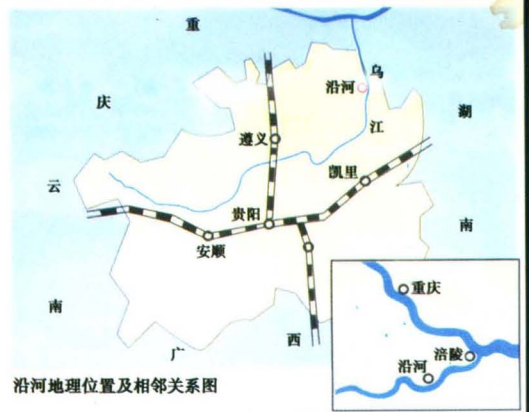 重
庆
乌
江
沿河
湖
南
遵义
凯里
云
南
贵阳
安顺
广
西
重庆
涪陵
沿河
沿河地理位置及相邻关系图